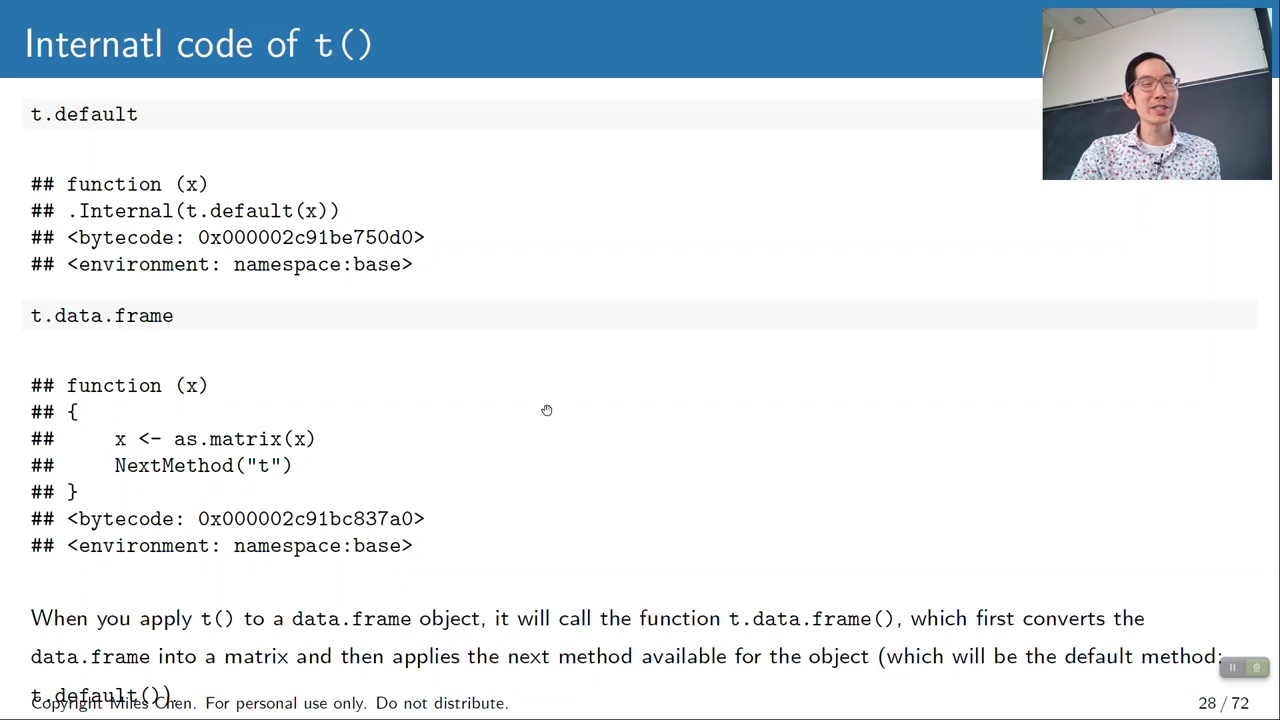 Internatl code of t()
t.default
## function (x)
## .Internal(t.default(x))
## <bytecode: 0x000002c91be750d0>
## <environment: namespace:base>
t.data.frame
## function (x)
## {
##     x <- as.matrix(x)
##     NextMethod("t")
## }
## <bytecode: 0x000002c91bc837a0>
## <environment: namespace:base>
When you apply t() to a data.frame object, it will call the function t.data.frame(), which first converts the
data.frame into a matrix and then applies the next method available for the object (which will be the default method:
t.default())
Copyright Miles Chen. For personal use only. Do not distribute.
28 / 72